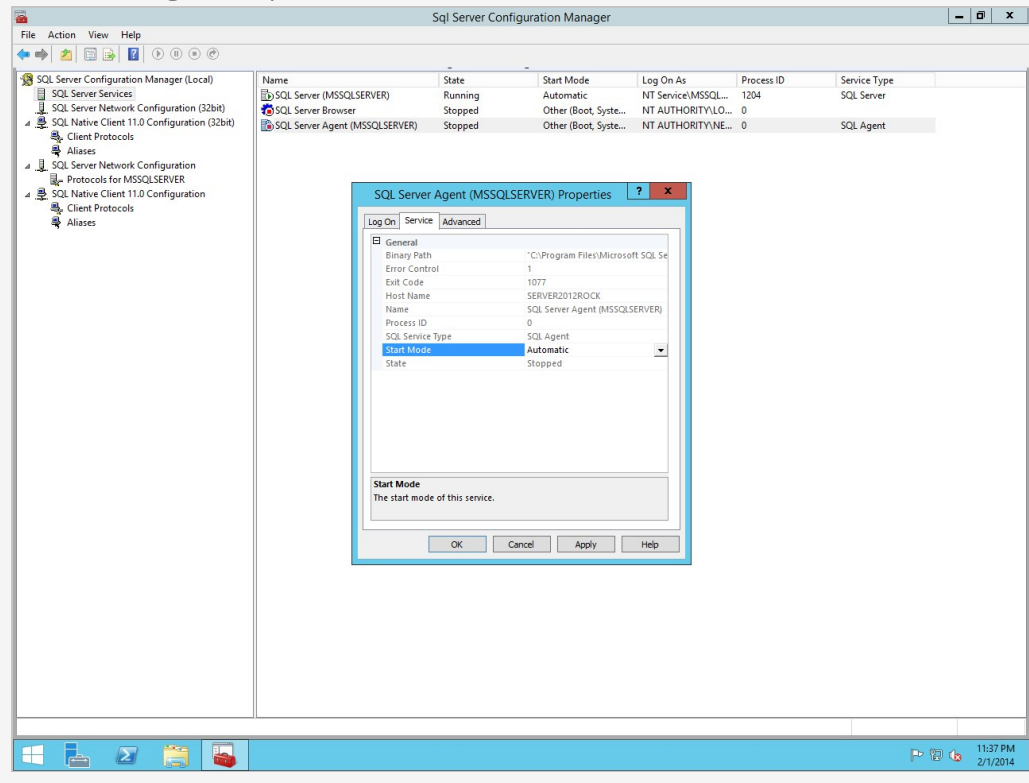 Sql Server Configuration Manager
File Action View Help
SQL Server Configuration Manager (Local)
SQL Server Services
SQL Server Network Configuration (32bit)
SQL Native Client 11.0 Configuration (32bit)
Client Protocols
Aliases
SQL Server Network Configuration
Protocols for MSSQLSERVER
SQL Native Client 11.0 Configuration
Client Protocols
Aliases
Name State Start Mode Log On As Process ID Service Type
SQL Server (MSSQLSERVER) Running Automatic NT Service\MSSQL... 1204 SQL Server
SQL Server Browser Stopped Other (Boot, Syste... NT AUTHORITY\LO... 0
SQL Server Agent (MSSQLSERVER) Stopped Other (Boot, Syste... NT AUTHORITY\NE... 0 SQL Agent
SQL Server Agent (MSSQLSERVER) Properties ? x
Log On Service Advanced
General
Binary Path "C:\Program Files\Microsoft SQL Se
Error Control 1
Exit Code 1077
Host Name SERVER2012ROCK
Name SQL Server Agent (MSSQLSERVER)
Process ID 0
SQL Service Type SQL Agent
Start Mode Automatic
State Stopped
Start Mode
The start mode of this service.
OK Cancel Apply Help
11:37 PM
2/1/2014